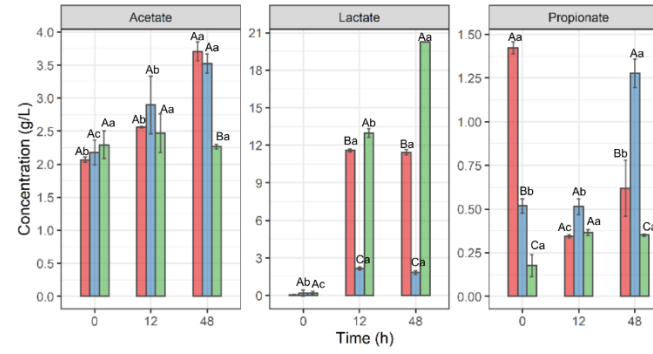 Acetate
Lactate
Propionate
Concentration (g/L)
4.0
3.5
3.0
2.5
2.0
1.5
1.0
0.5
0.0
Ab
Ac
Aa
Ab
Ab
Aa
Aa
Aa
Ba
0
12
48
21
18
15
12
9
6
3
0
Ab
Ac
Ba
Ca
Ab
Ba
Ca
Aa
0
12
48
1.50
1.25
1.00
0.75
0.50
0.25
0.00
Aa
Bb
Ca
Ac
Ab
Aa
Bb
Aa
Ca
0
12
48
Time (h)